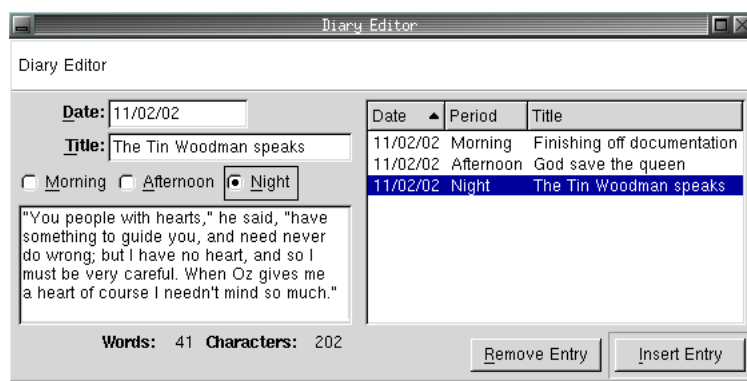 Diary Editor
Diary Editor
Date: 11/02/02
Title: The Tin Woodman speaks
Morning Afternoon Night
"You people with hearts," he said, "have
something to guide you, and need never
do wrong; but I have no heart, and so I
must be very careful. When Oz gives me
a heart of course I needn't mind so much."
Words: 41 Characters: 202
Date Period Title
11/02/02 Morning Finishing off documentation
11/02/02 Afternoon God save the queen
11/02/02 Night The Tin Woodman speaks
Remove Entry Insert Entry